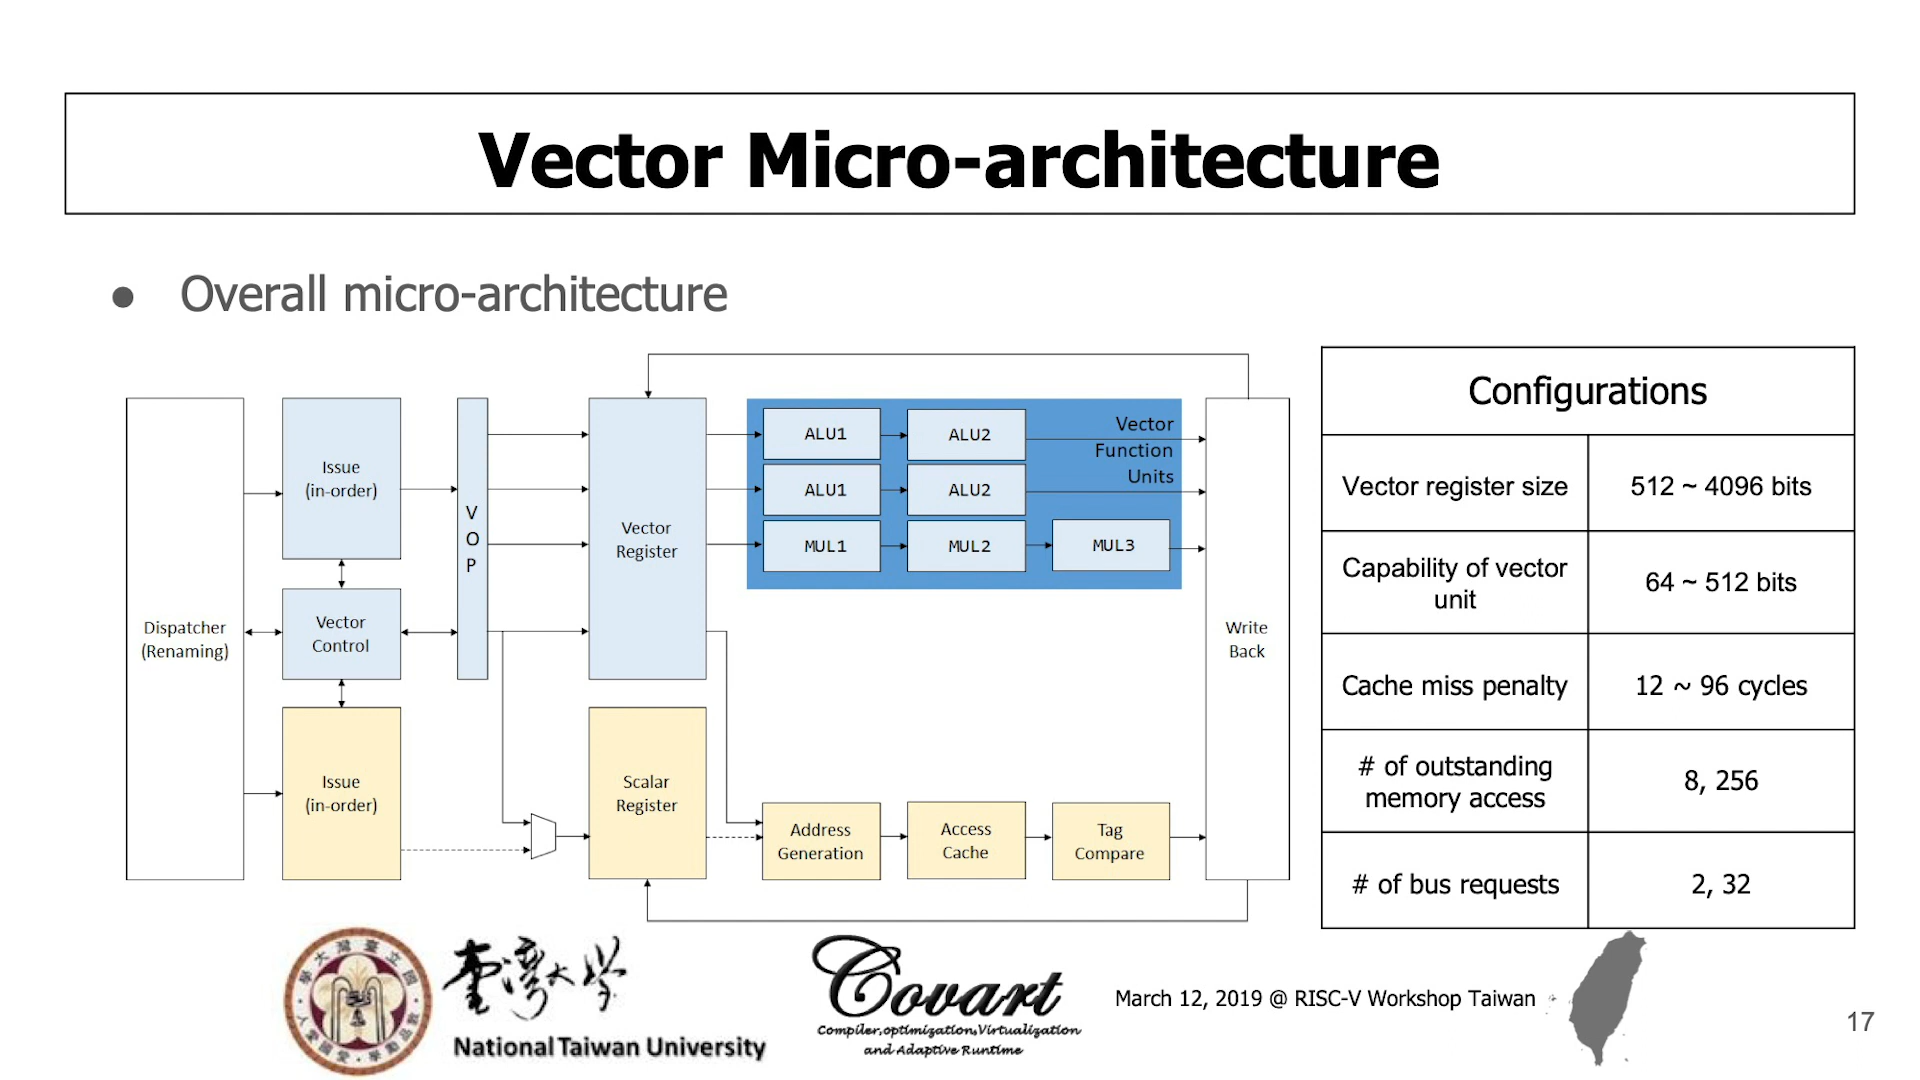 Vector Micro-architecture
● Overall micro-architecture
Dispatcher
(Renaming)
Issue
(in-order)
Vector
Control
Issue
(in-order)
V
O
P
Vector
Register
Scalar
Register
ALU1
ALU2
Vector
Function
Units
ALU1
ALU2
MUL1
MUL2
MUL3
Address
Generation
Access
Cache
Tag
Compare
Write
Back
Configurations
Vector register size
512 ~ 4096 bits
Capability of vector
unit
64 ~ 512 bits
Cache miss penalty
12 ~ 96 cycles
# of outstanding
memory access
8, 256
# of bus requests
2, 32
臺灣大學
National Taiwan University
Covart
Compiler,optimization,Virtualization
and Adaptive Runtime
March 12, 2019 @ RISC-V Workshop Taiwan
17